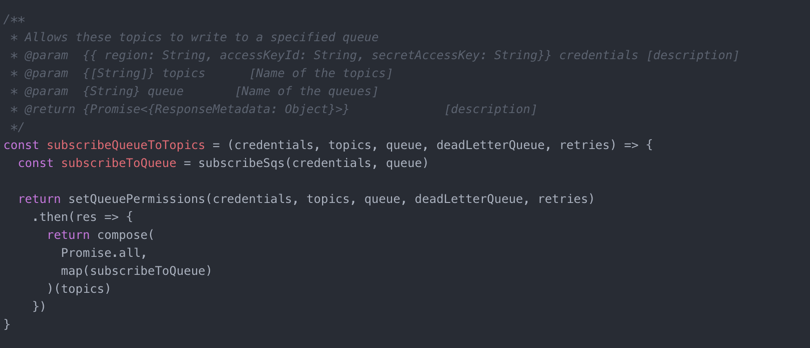 /**
 * Allows these topics to write to a specified queue
 * @param  {{ region: String, accessKeyId: String, secretAccessKey: String}} credentials [description]
 * @param  {[String]} topics      [Name of the topics]
 * @param  {String} queue       [Name of the queues]
 * @return {Promise<{ResponseMetadata: Object}>}             [description]
 */
const subscribeQueueToTopics = (credentials, topics, queue, deadLetterQueue, retries) => {
  const subscribeToQueue = subscribeSqs(credentials, queue)

  return setQueuePermissions(credentials, topics, queue, deadLetterQueue, retries)
    .then(res => {
      return compose(
        Promise.all,
        map(subscribeToQueue)
      )(topics)
    })
}